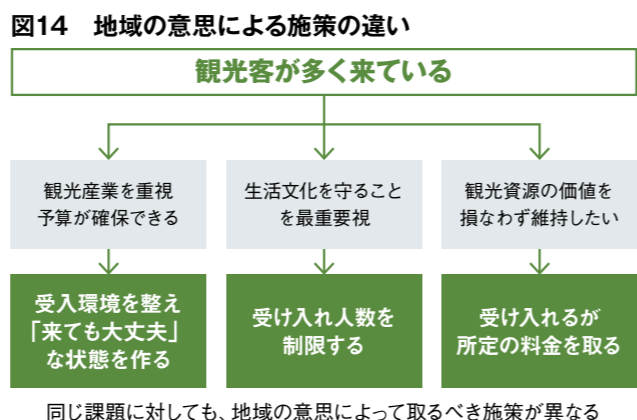 図14　地域の意思による施策の違い
観光客が多く来ている
観光産業を重視
予算が確保できる
生活文化を守ること
を最重要視
観光資源の価値を
損なわず維持したい
受入環境を整え
「来ても大丈夫」
な状態を作る
受け入れ人数を
制限する
受け入れるが
所定の料金を取る
同じ課題に対しても、地域の意思によって取るべき施策が異なる